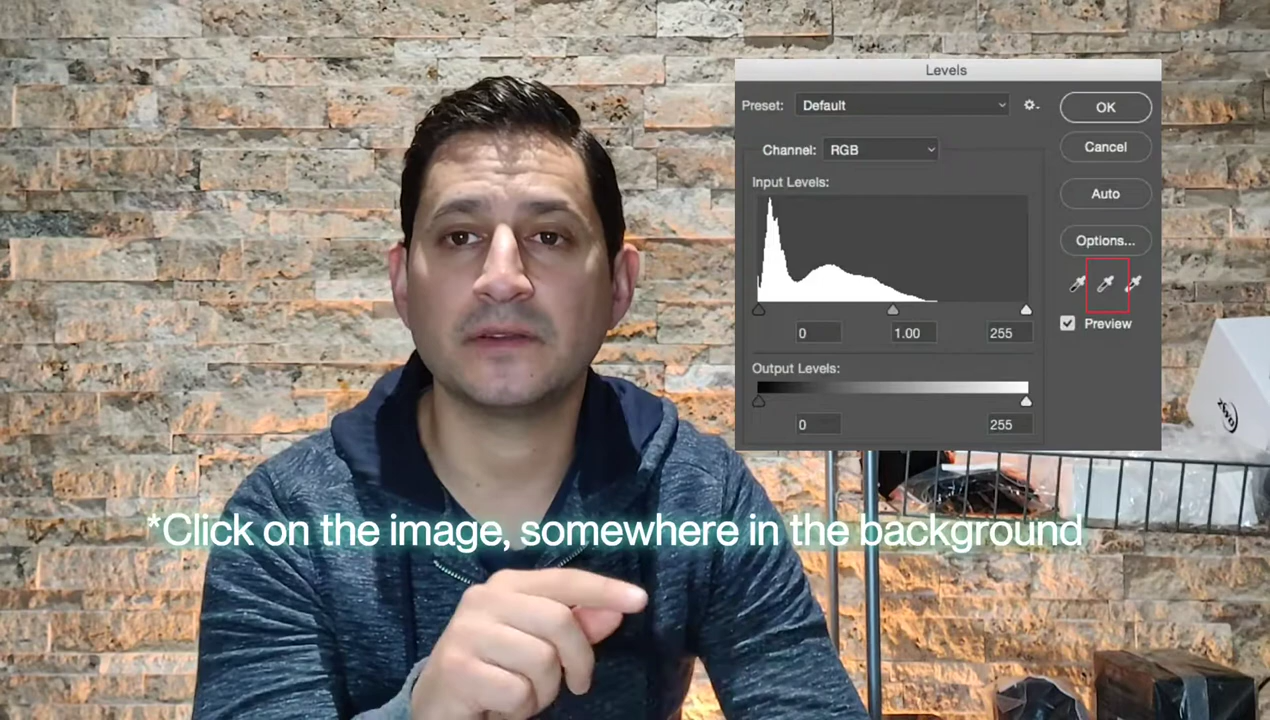 Levels
Preset: Default
OK
Channel: RGB
Cancel
Input Levels:
Auto
Options...
Preview
0 1.00 255
Output Levels:
0 255
*Click on the image, somewhere in the background